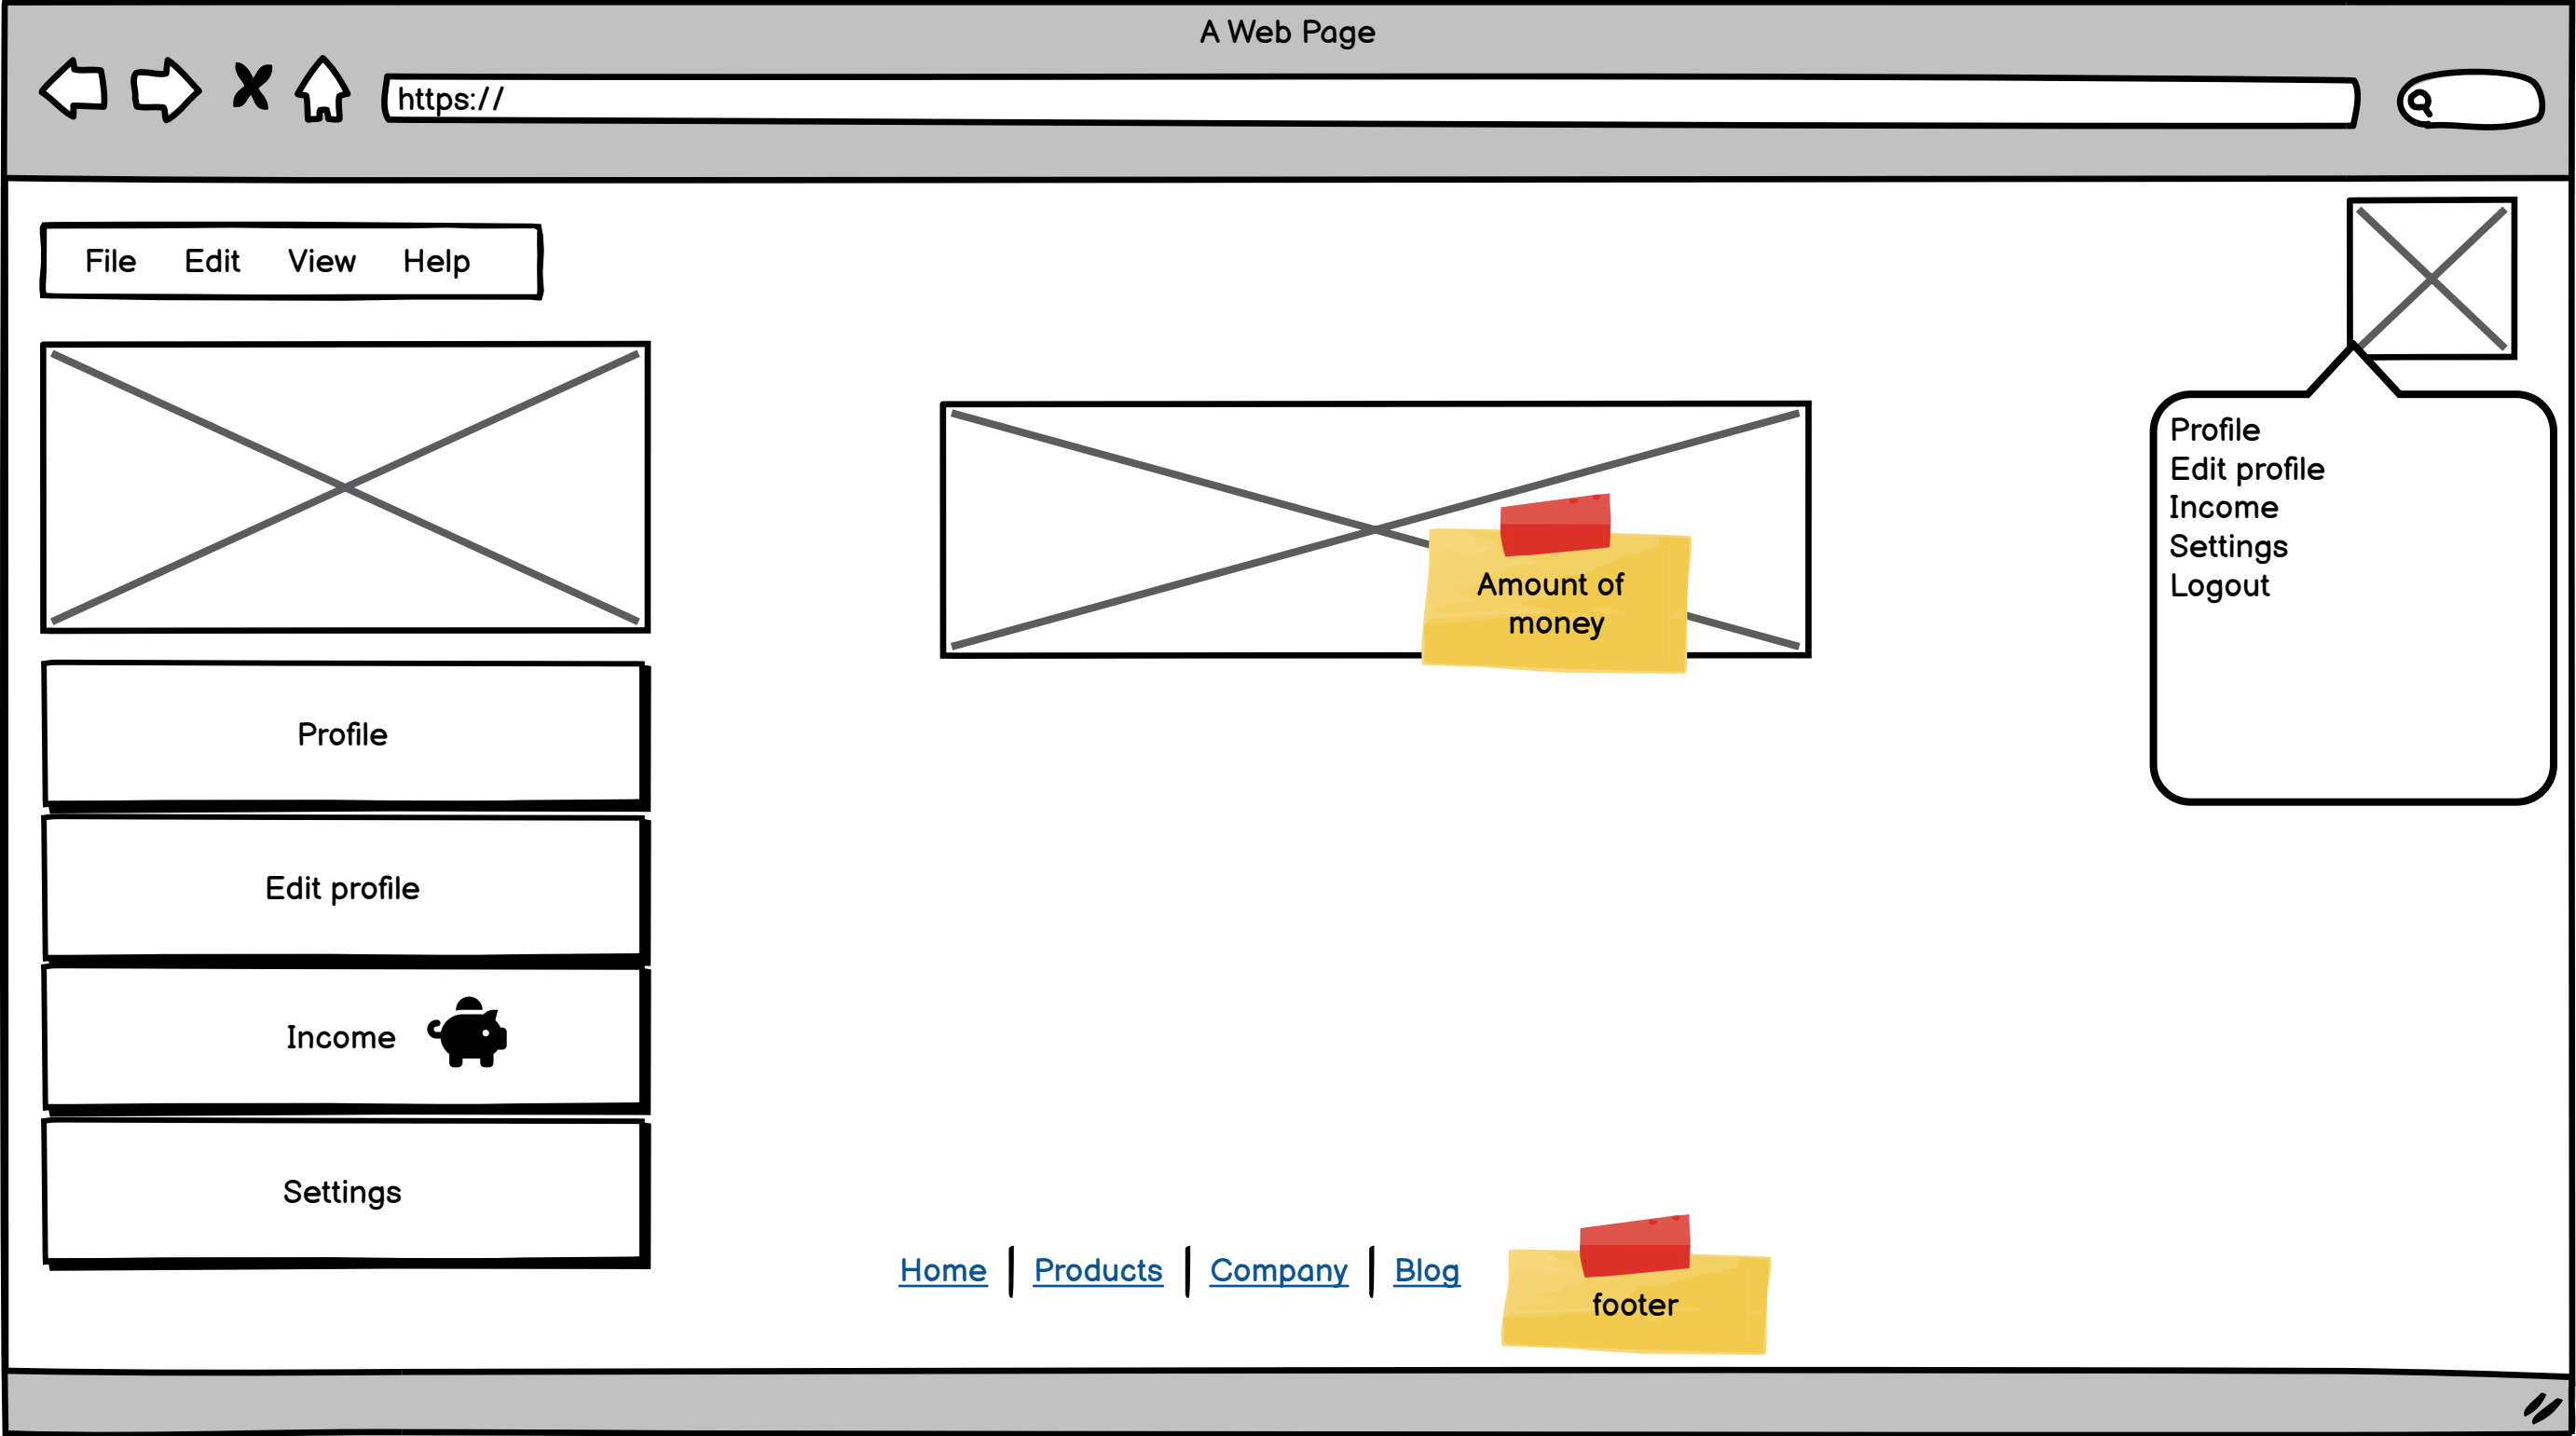 A Web Page
https://
File Edit View Help
Profile
Edit profile
Income
Settings
Logout
Amount of
money
Profile
Edit profile
Income
Settings
Home Products Company Blog
footer